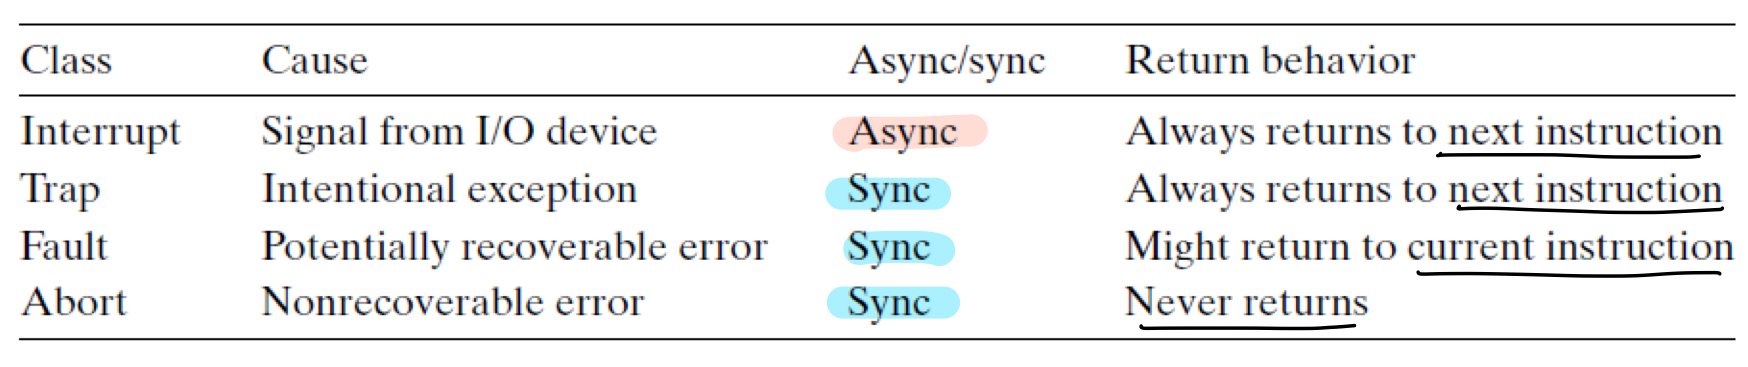 Class Cause Async/sync Return behavior
Interrupt Signal from I/O device Async Always returns to next instruction
Trap Intentional exception Sync Always returns to next instruction
Fault Potentially recoverable error Sync Might return to current instruction
Abort Nonrecoverable error Sync Never returns